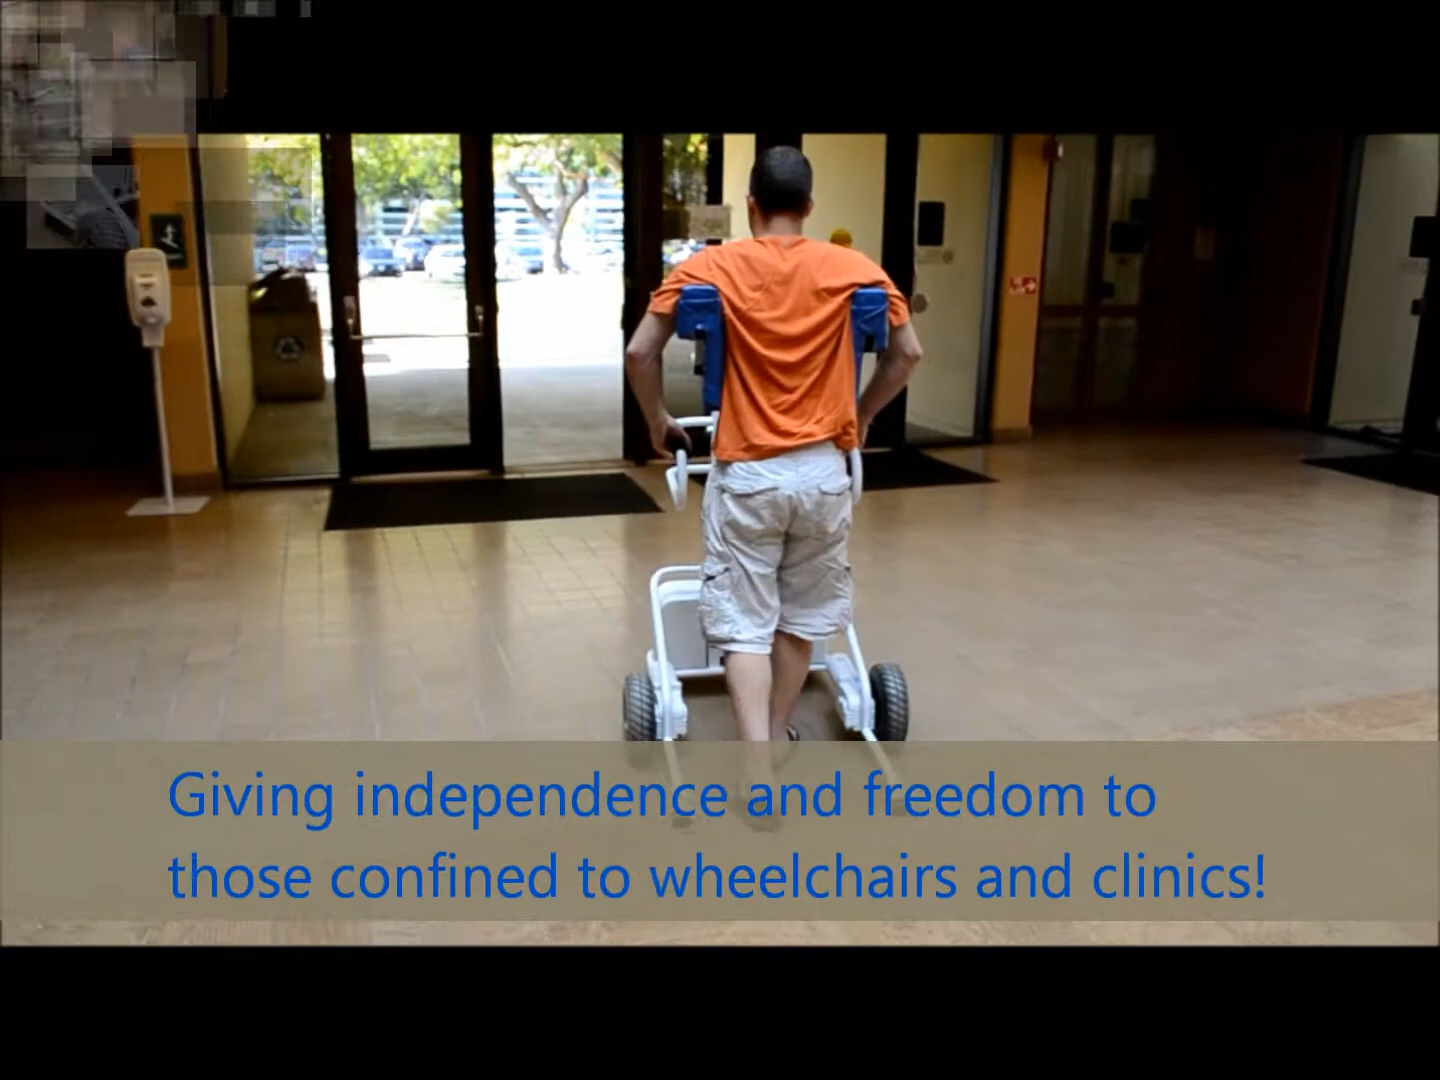 Giving independence and freedom to
those confined to wheelchairs and clinics!